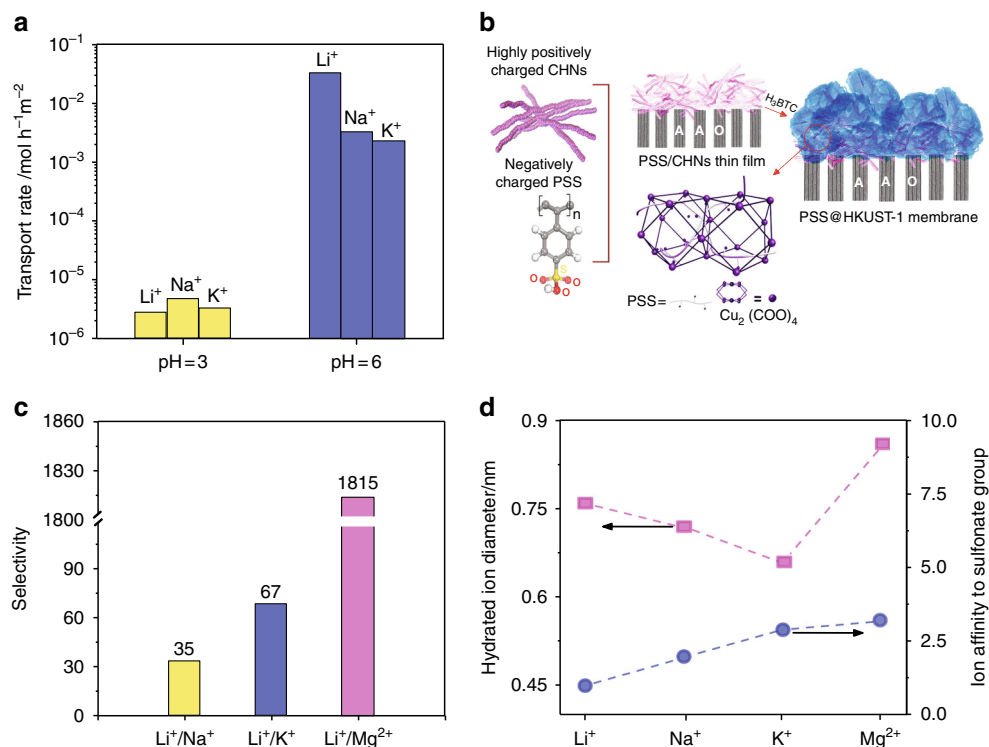 a
Transport rate /mol h⁻¹m⁻²
10⁻¹
10⁻²
10⁻³
10⁻⁴
10⁻⁵
10⁻⁶
Li⁺
Na⁺
K⁺
Li⁺
Na⁺
K⁺
pH=3
pH=6
b
Highly positively
charged CHNs
Negatively
charged PSS
n
S
O
O
O
A A O
PSS/CHNs thin film
H₃BTC
A A O
PSS@HKUST-1 membrane
PSS=
=
Cu₂ (COO)₄
c
Selectivity
1860
1830
1800
90
60
30
0
35
67
1815
Li⁺/Na⁺
Li⁺/K⁺
Li⁺/Mg²⁺
d
Hydrated ion diameter/nm
0.9
0.75
0.6
0.45
Ion affinity to sulfonate group
10.0
7.5
5.0
2.5
0.0
Li⁺
Na⁺
K⁺
Mg²⁺